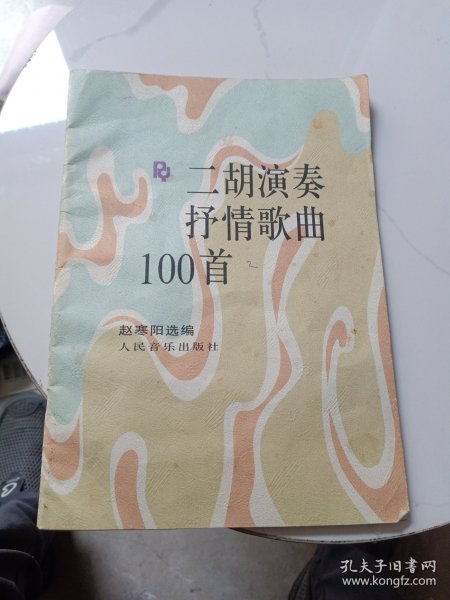 二胡演奏
抒情歌曲
100首
赵寒阳选编
人民音乐出版社
孔夫子旧书网
www.kongfz.com